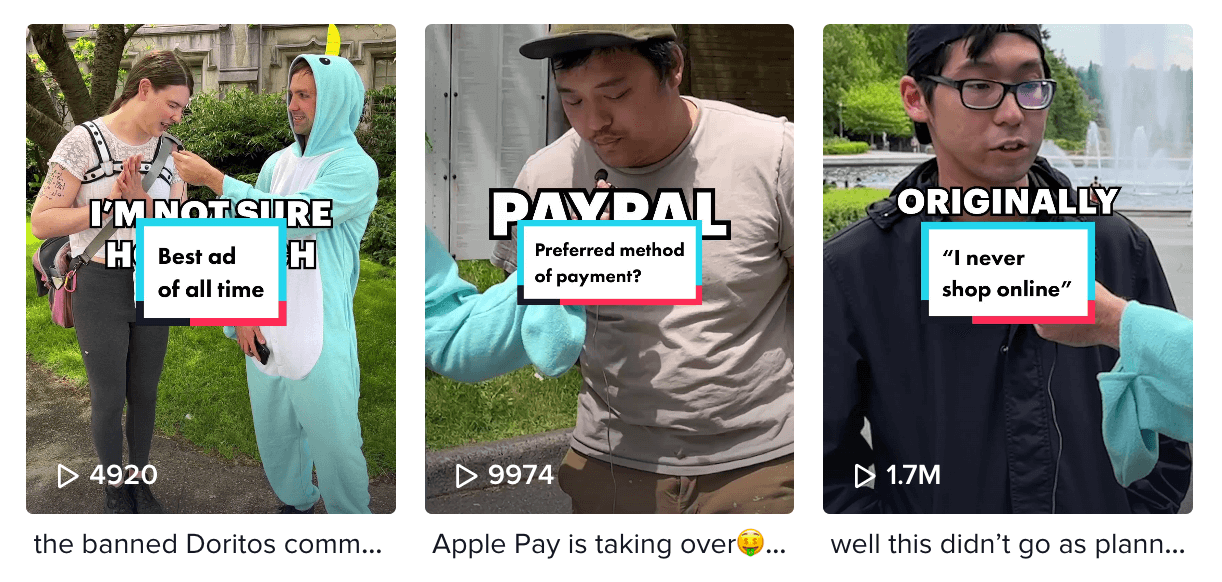 I'M NOT SURE
Best ad
of all time
4920
the banned Doritos comm...
PAYPAL
Preferred method
of payment?
9974
Apple Pay is taking over🤑...
ORIGINALLY
"I never
shop online"
1.7M
well this didn't go as plann...